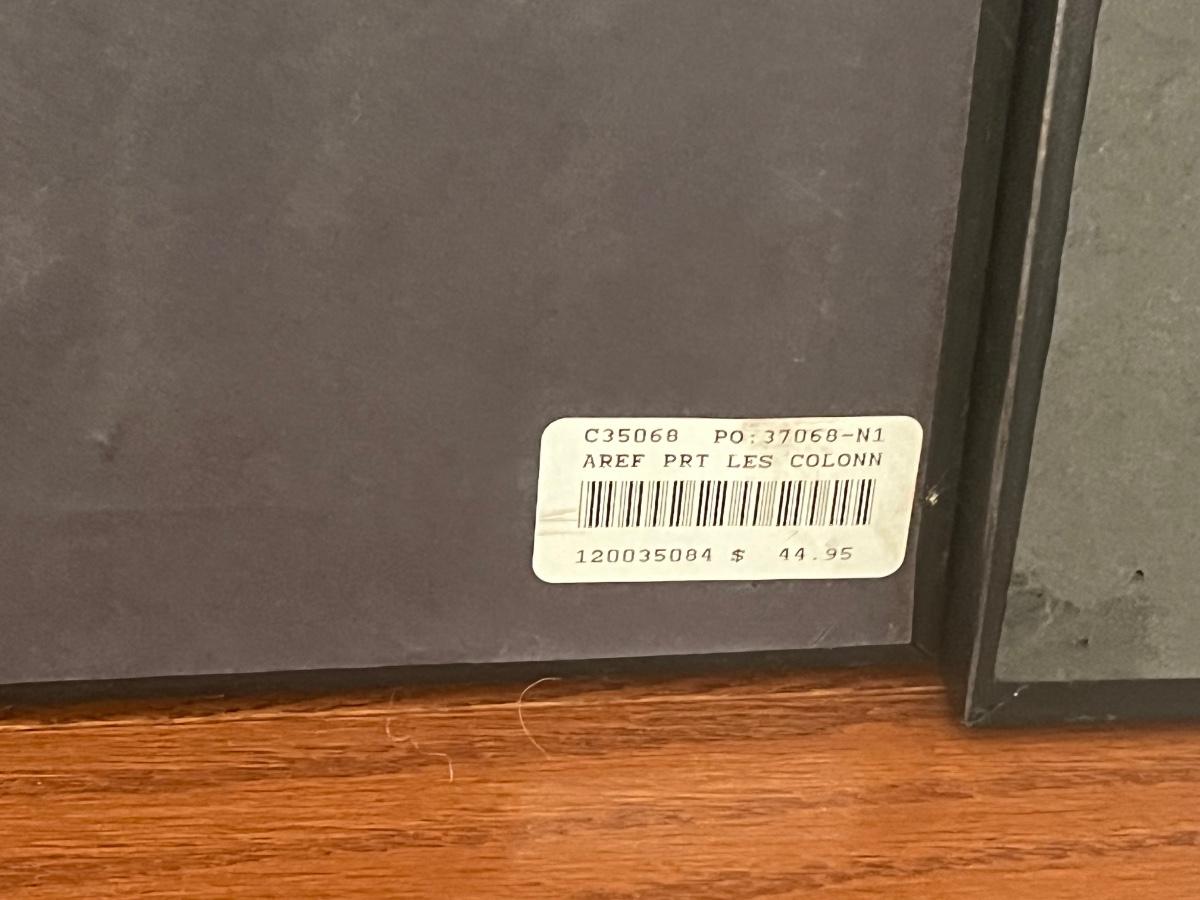 C35068 PO:37068-N1
AREF PRT LES COLONN
120035084 $ 44.95